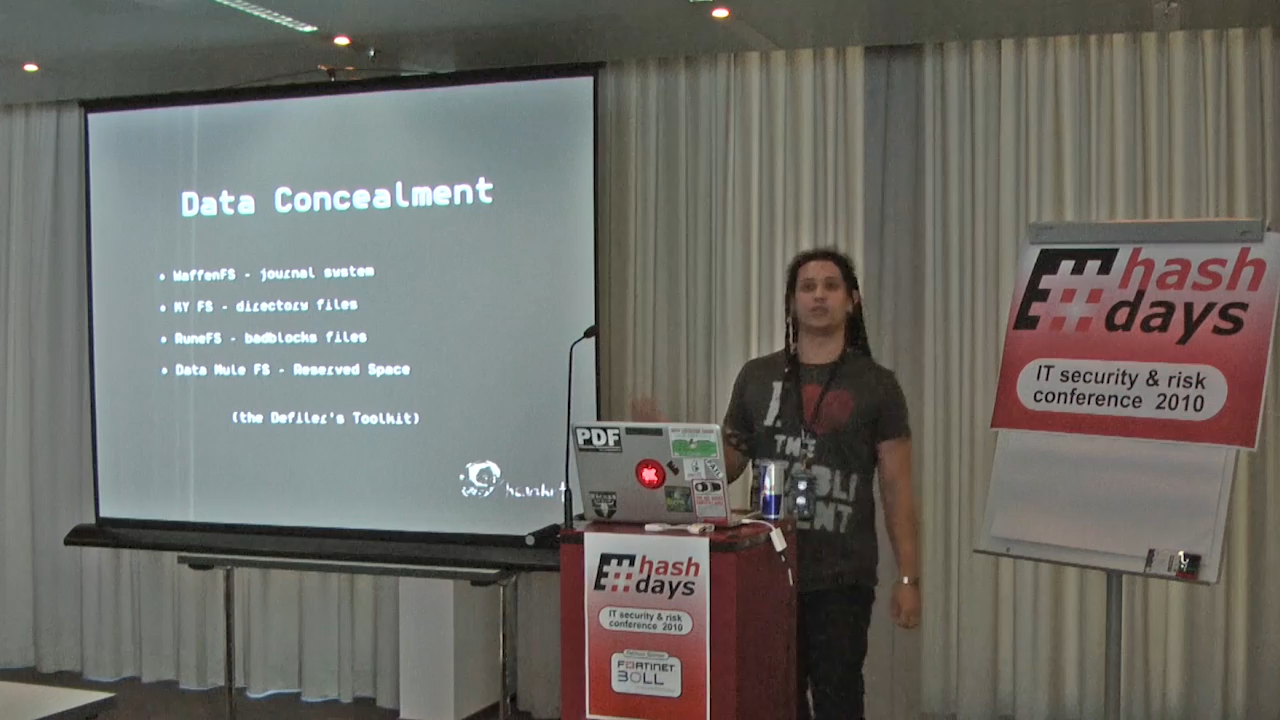 Data Concealment
• WaffenFS - journal system
• KY FS - directory files
• RuneFS - badblocks files
• Data Mule FS - Reserved Space
(the Defiler's Toolkit)
PDF
hash
days
IT security & risk
conference 2010
hash
days
IT security & risk
conference 2010
FORTINET
BOLL